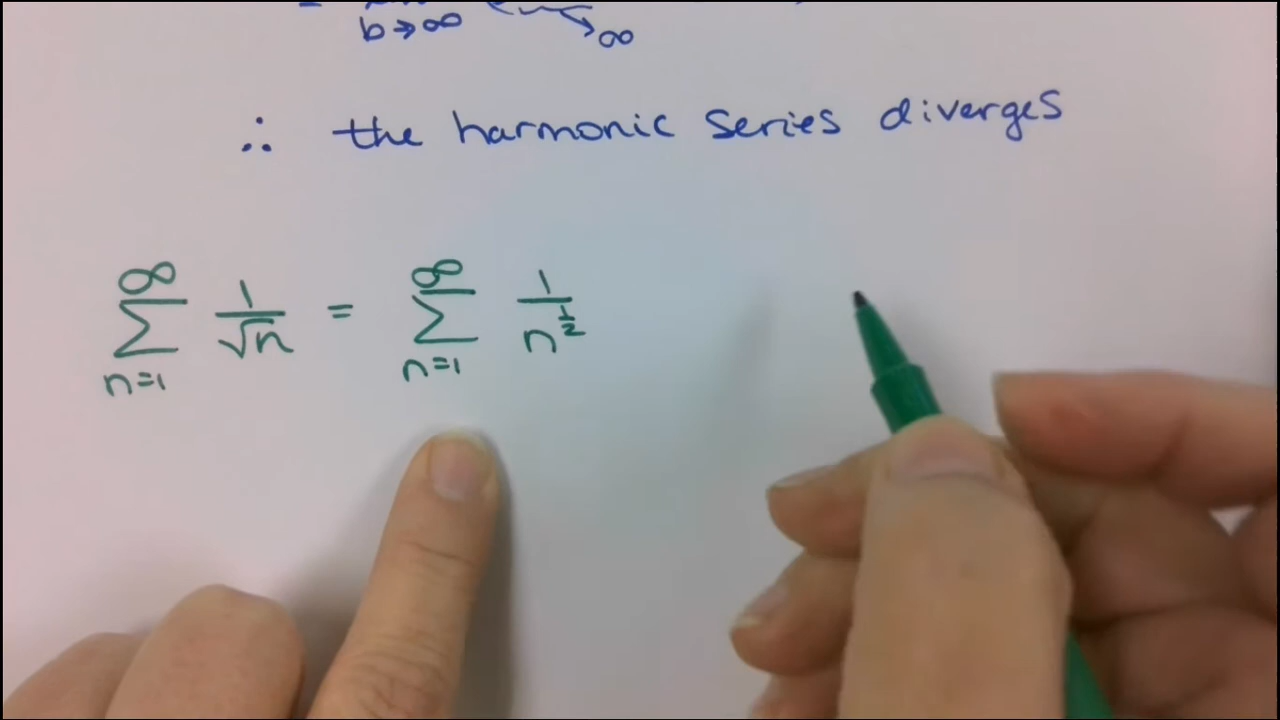 b→∞ ∞
∴ the harmonic series diverges
∞ ∑ n=1 1/√n = ∞ ∑ n=1 1/n^½